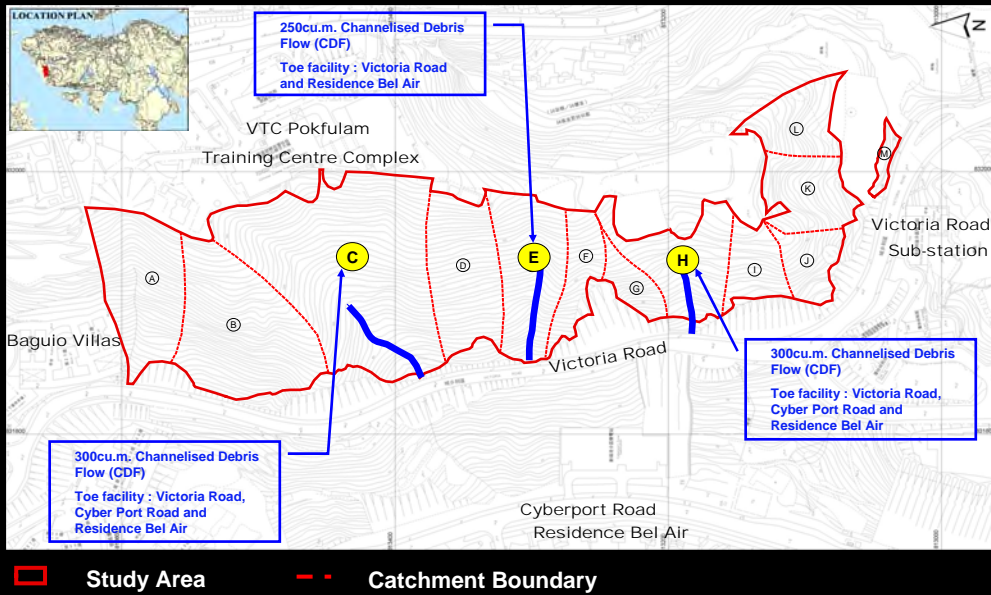 LOCATION PLAN
250cu.m. Channelised Debris
Flow (CDF)
Toe facility : Victoria Road
and Residence Bel Air
N
VTC Pokfulam
Training Centre Complex
L
M
K
Victoria Road
Sub-station
C
E
H
A
B
D
F
G
I
J
Baguio Villas
Victoria Road
300cu.m. Channelised Debris
Flow (CDF)
Toe facility : Victoria Road,
Cyber Port Road and
Residence Bel Air
300cu.m. Channelised Debris
Flow (CDF)
Toe facility : Victoria Road,
Cyber Port Road and
Residence Bel Air
Cyberport Road
Residence Bel Air
Study Area
Catchment Boundary